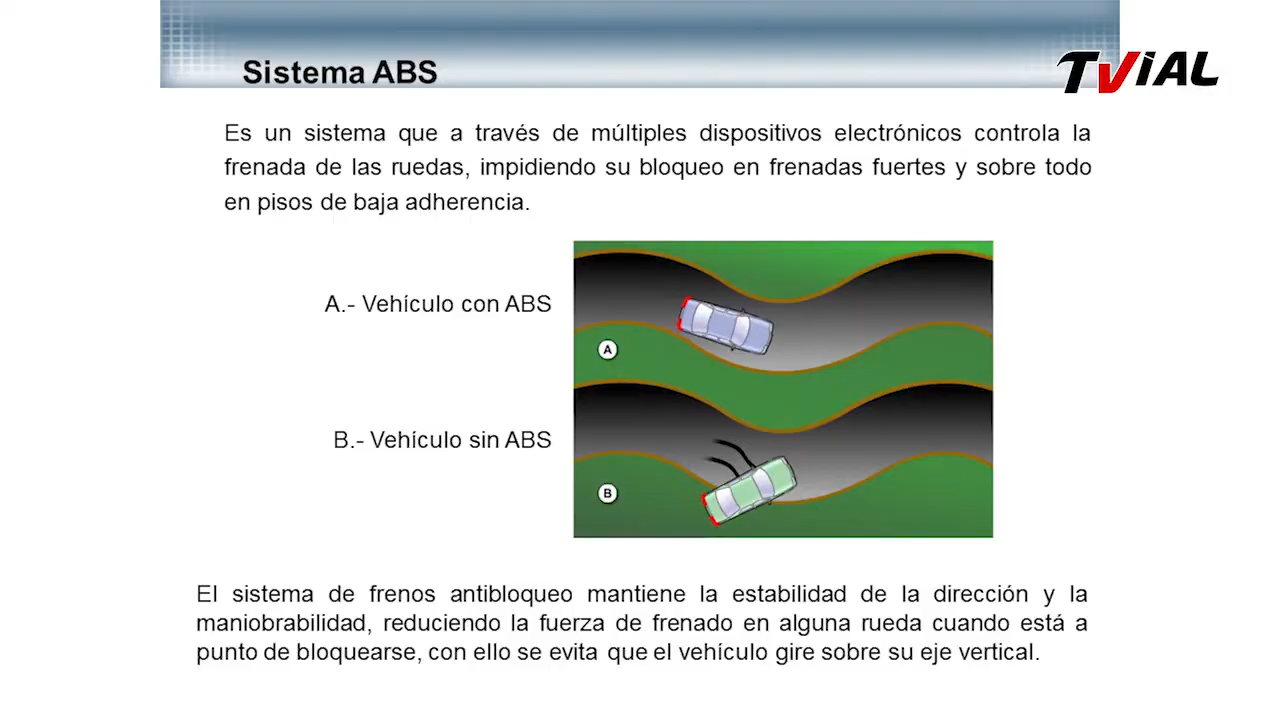 Sistema ABS
TViAL
Es un sistema que a través de múltiples dispositivos electrónicos controla la
frenada de las ruedas, impidiendo su bloqueo en frenadas fuertes y sobre todo
en pisos de baja adherencia.
A.- Vehículo con ABS
A
B.- Vehículo sin ABS
B
El sistema de frenos antibloqueo mantiene la estabilidad de la dirección y la
maniobrabilidad, reduciendo la fuerza de frenado en alguna rueda cuando está a
punto de bloquearse, con ello se evita que el vehículo gire sobre su eje vertical.